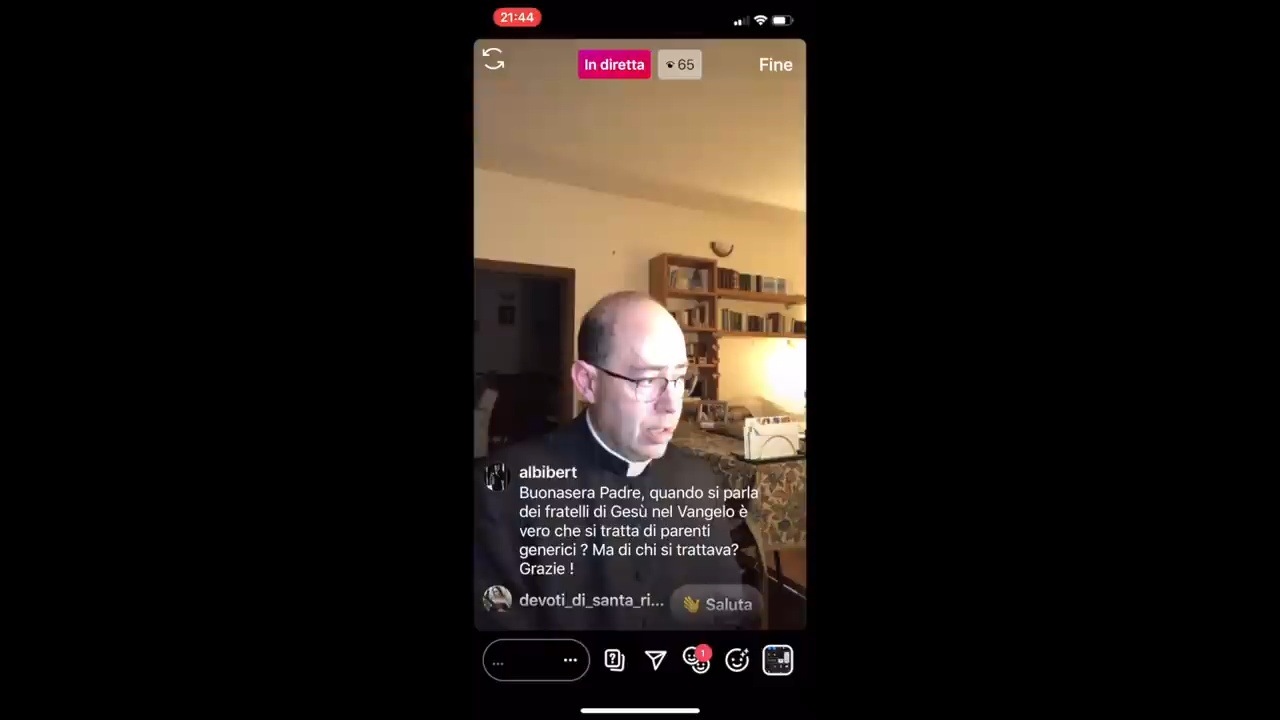 21:44
In diretta
65
Fine
albibert
Buonasera Padre, quando si parla
dei fratelli di Gesù nel Vangelo è
vero che si tratta di parenti
generici ? Ma di chi si trattava?
Grazie !
devoti_di_santa_ri...
👋 Saluta
...
1